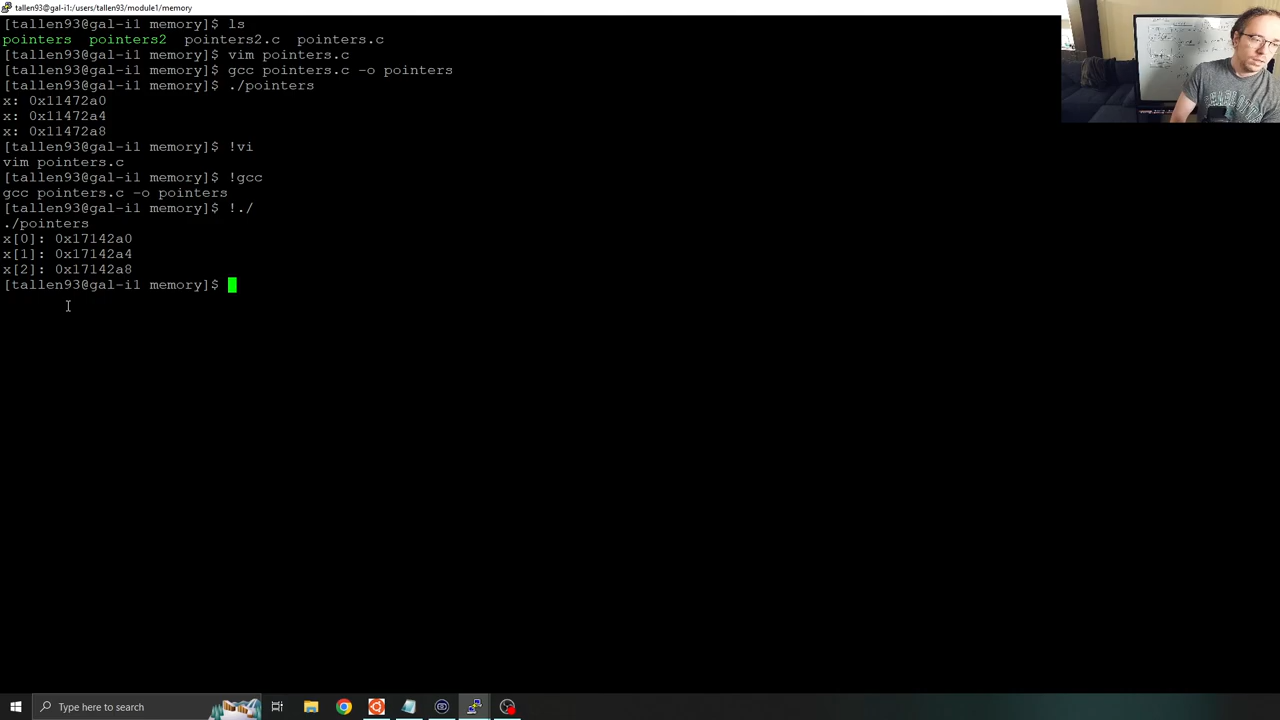 tallen93@gal-i1:/users/tallen93/module1/memory
[tallen93@gal-i1 memory]$ ls
pointers  pointers2  pointers2.c  pointers.c
[tallen93@gal-i1 memory]$ vim pointers.c
[tallen93@gal-i1 memory]$ gcc pointers.c -o pointers
[tallen93@gal-i1 memory]$ ./pointers
x: 0x11472a0
x: 0x11472a4
x: 0x11472a8
[tallen93@gal-i1 memory]$ !vi
vim pointers.c
[tallen93@gal-i1 memory]$ !gcc
gcc pointers.c -o pointers
[tallen93@gal-i1 memory]$ !./
./pointers
x[0]: 0x17142a0
x[1]: 0x17142a4
x[2]: 0x17142a8
[tallen93@gal-i1 memory]$
Type here to search